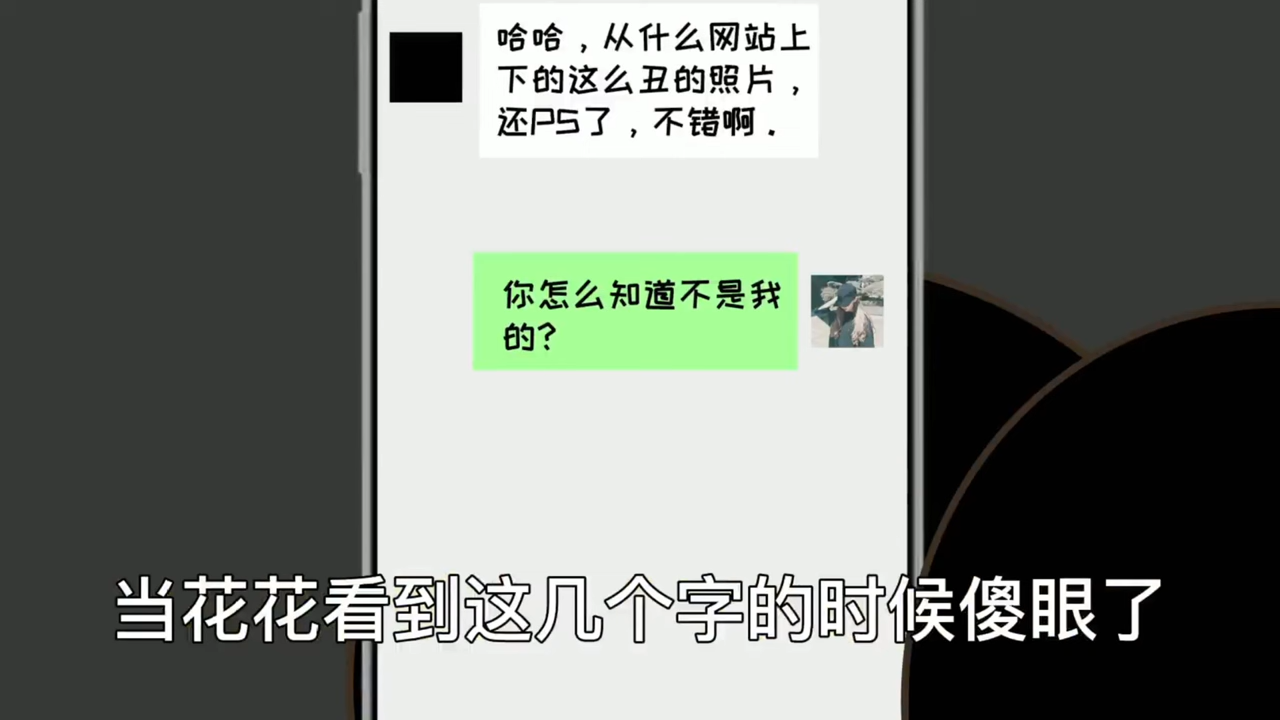 哈哈，从什么网站上
下的这么丑的照片，
还PS了，不错啊．
你怎么知道不是我
的？
当花花看到这几个字的时候傻眼了